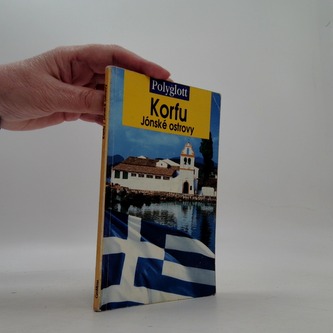 Polyglott
Korfu
Jónské ostrovy